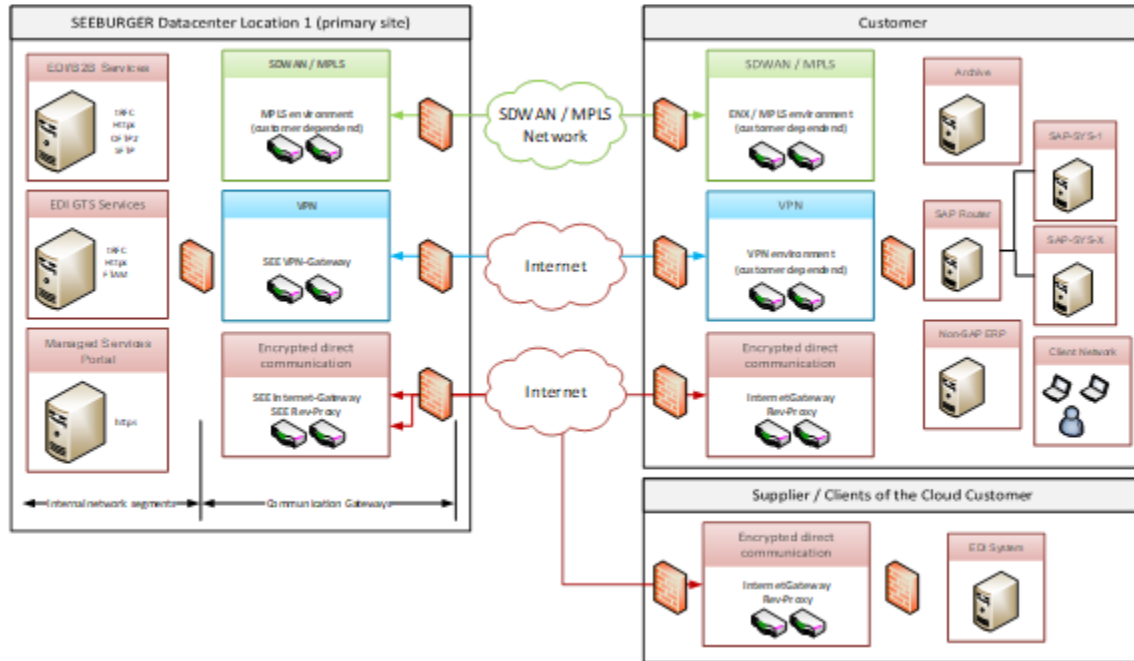 SEEBURGER Datacenter Location 1 (primary site)
EDI/B2B Services
tRFC
Https
OFTP2
SFTP
EDI GTS Services
tRFC
Https
FTAM
Managed Services
Portal
https
SDWAN / MPLS
MPLS environment
(customer dependend)
VPN
SEE VPN-Gateway
Encrypted direct
communication
SEE Internet-Gateway
SEE Rev-Proxy
Internal network segments
Communication Gateways
SDWAN / MPLS
Network
Internet
Internet
Customer
SDWAN / MPLS
ENX / MPLS environment
(customer dependend)
VPN
VPN environment
(customer dependend)
Encrypted direct
communication
InternetGateway
Rev-Proxy
Archive
SAP-SYS-1
SAP Router
SAP-SYS-X
Non-SAP ERP
Client Network
Supplier / Clients of the Cloud Customer
Encrypted direct
communication
InternetGateway
Rev-Proxy
EDI System